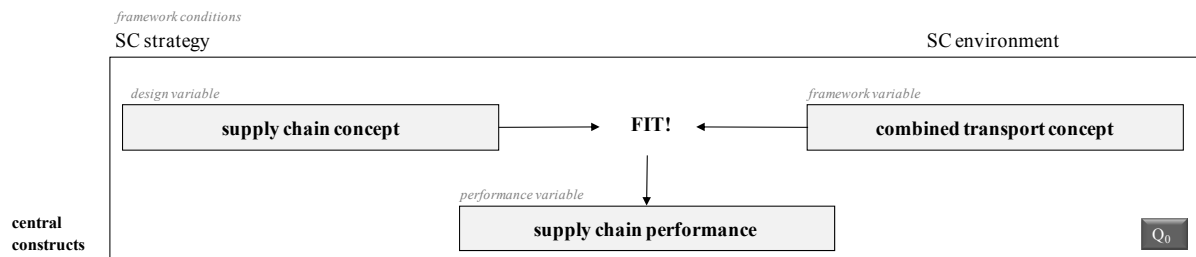 framework conditions
SC strategy SC environment
design variable framework variable
supply chain concept FIT! combined transport concept
performance variable
supply chain performance
central
constructs
Q0